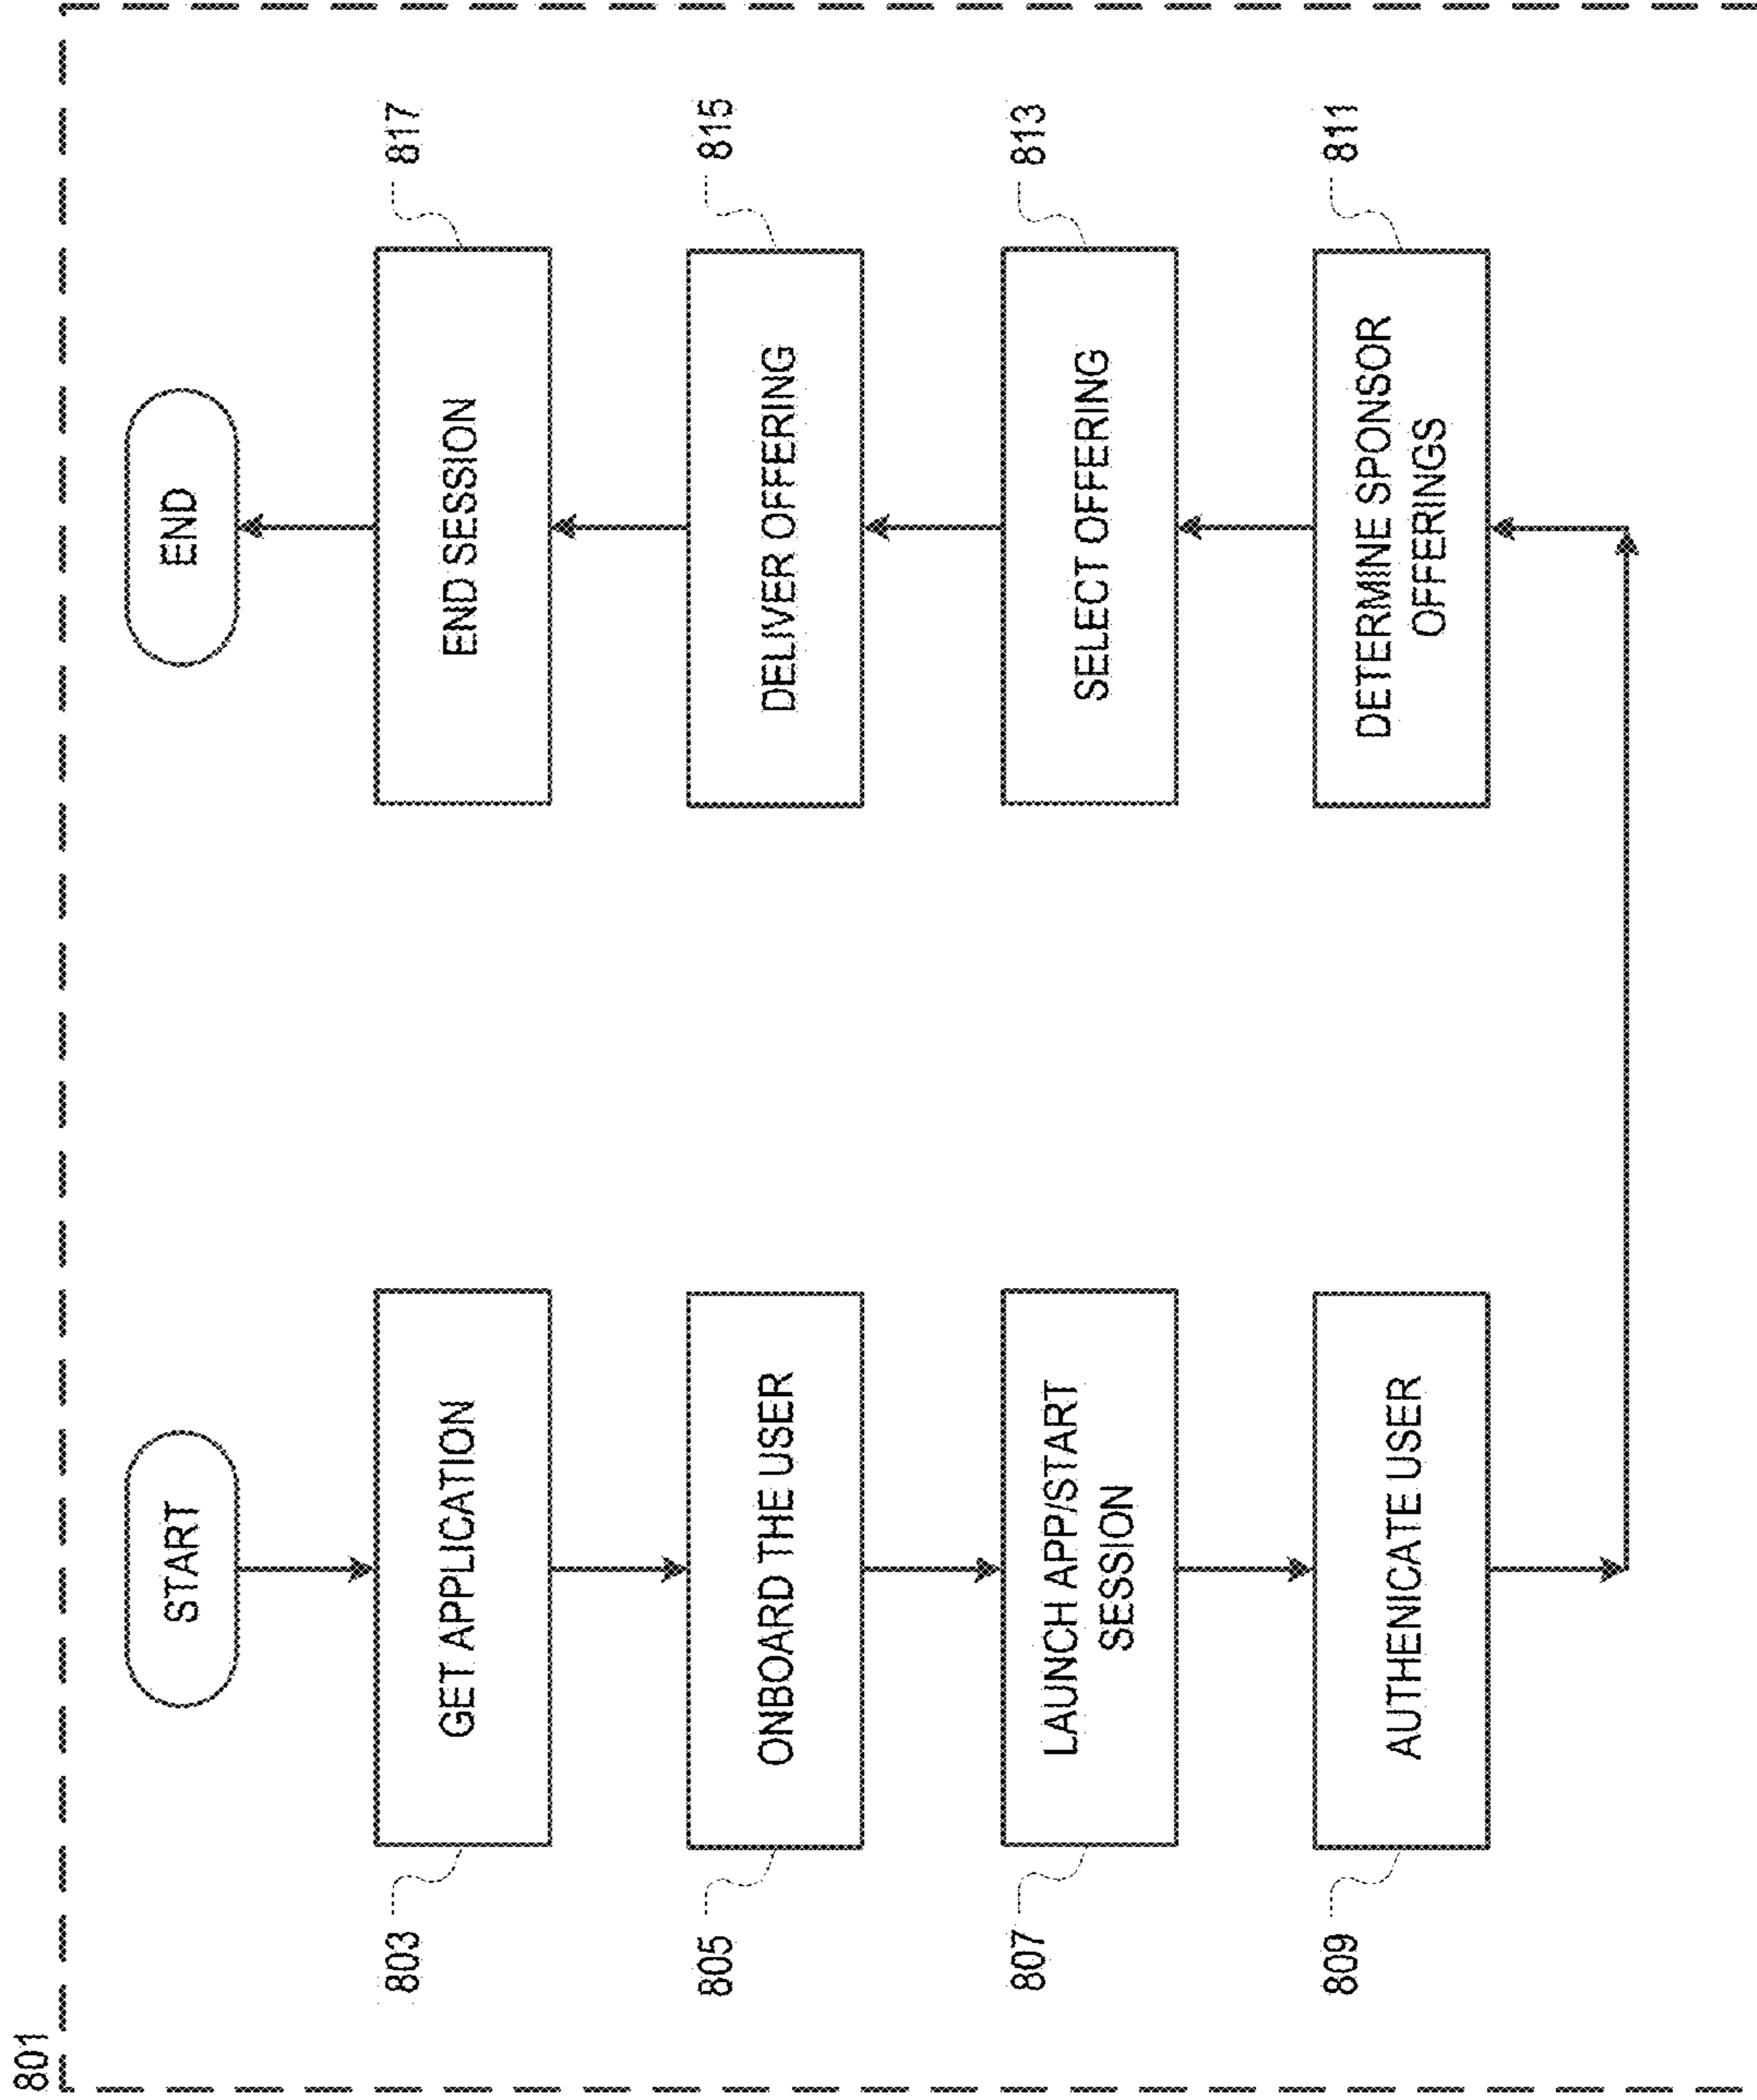 801
START
803
GET APPLICATION
805
ONBOARD THE USER
807
LAUNCH APP/START
SESSION
809
AUTHENICATE USER
END
END SESSION
817
DELIVER OFFERING
815
SELECT OFFERING
813
DETERMINE SPONSOR
OFFERINGS
811